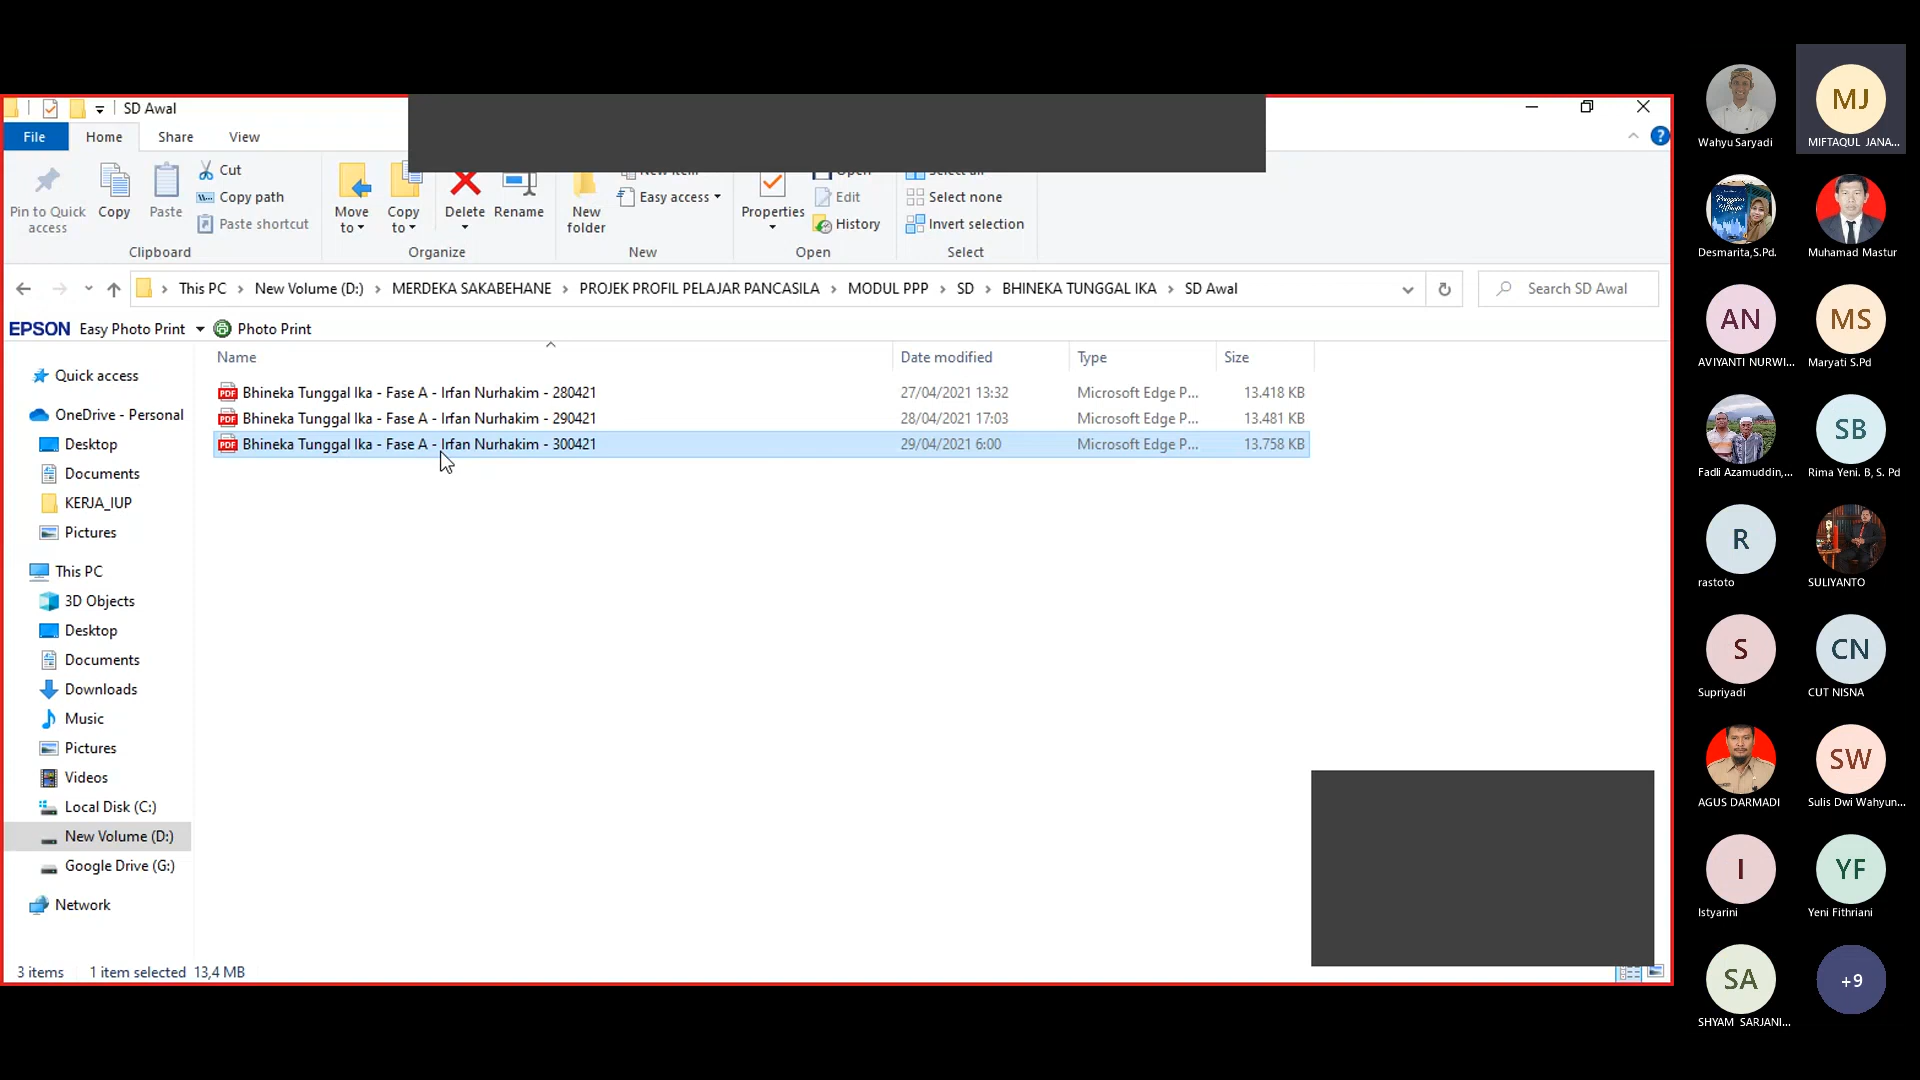 SD Awal
File Home Share View
Pin to Quick access
Copy
Paste
Cut
Copy path
Paste shortcut
Clipboard
Move to
Copy to
Delete
Rename
Organize
New folder
New item
Easy access
New
Properties
Open
Edit
History
Open
Select all
Select none
Invert selection
Select
This PC > New Volume (D:) > MERDEKA SAKABEHANE > PROJEK PROFIL PELAJAR PANCASILA > MODUL PPP > SD > BHINEKA TUNGGAL IKA > SD Awal
Search SD Awal
EPSON Easy Photo Print Photo Print
Name Date modified Type Size
Bhineka Tunggal Ika - Fase A - Irfan Nurhakim - 280421 27/04/2021 13:32 Microsoft Edge P... 13.418 KB
Bhineka Tunggal Ika - Fase A - Irfan Nurhakim - 290421 28/04/2021 17:03 Microsoft Edge P... 13.481 KB
Bhineka Tunggal Ika - Fase A - Irfan Nurhakim - 300421 29/04/2021 6:00 Microsoft Edge P... 13.758 KB
Quick access
OneDrive - Personal
Desktop
Documents
KERJA_IUP
Pictures
This PC
3D Objects
Desktop
Documents
Downloads
Music
Pictures
Videos
Local Disk (C:)
New Volume (D:)
Google Drive (G:)
Network
3 items 1 item selected 13,4 MB
Wahyu Saryadi
MJ
MIFTAQUL JANA...
Desmarita,S.Pd.
Muhamad Mastur
AN
AVIYANTI NURWI...
MS
Maryati S.Pd
Fadli Azamuddin,...
SB
Rima Yeni. B, S. Pd
R
rastoto
SULIYANTO
S
Supriyadi
CN
CUT NISNA
AGUS DARMADI
SW
Sulis Dwi Wahyun...
I
Istyarini
YF
Yeni Fithriani
SA
SHYAM SARJANI...
+9